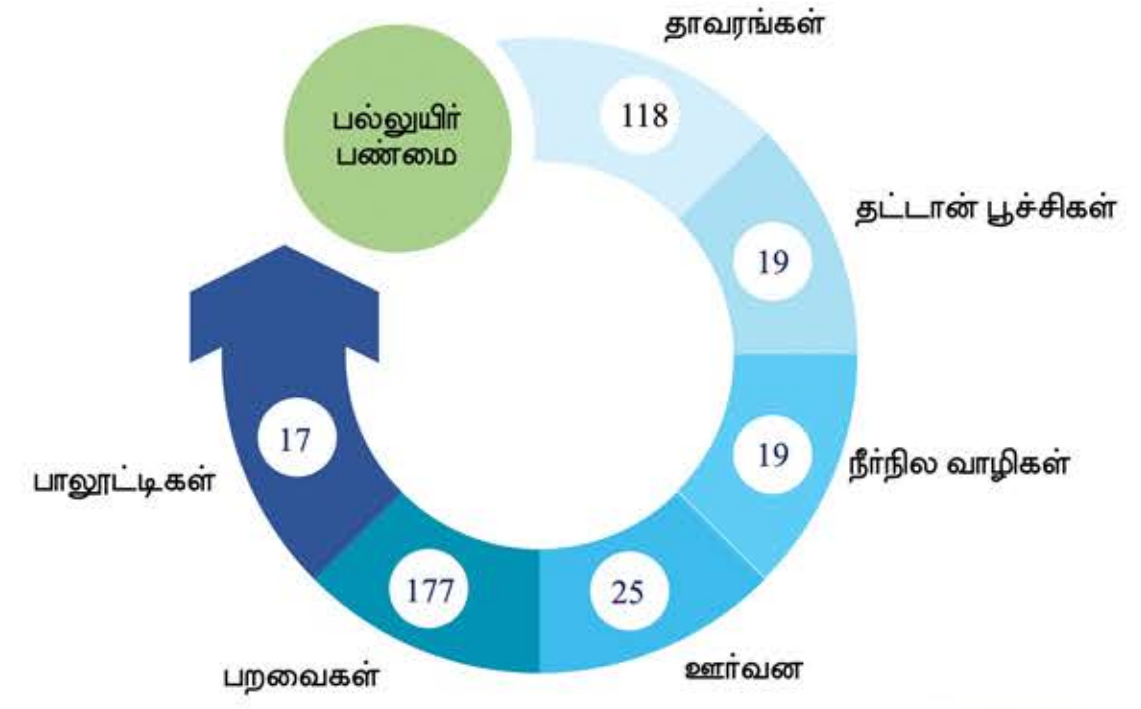 பல்லுயிர்
பண்மை
தாவரங்கள்
118
தட்டான் பூச்சிகள்
19
நீர்நில வாழிகள்
19
ஊர்வன
25
பறவைகள்
177
பாலூட்டிகள்
17